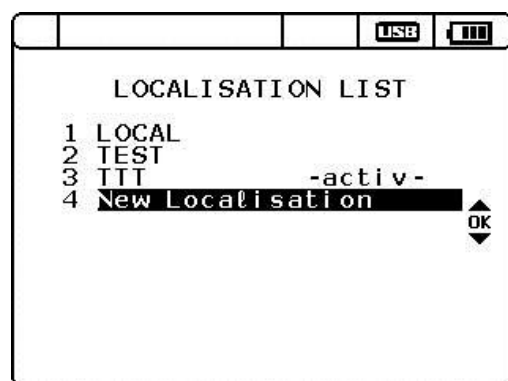 USB
LOCALISATION LIST
1 LOCAL
2 TEST
3 TTT -activ-
4 New Localisation
OK